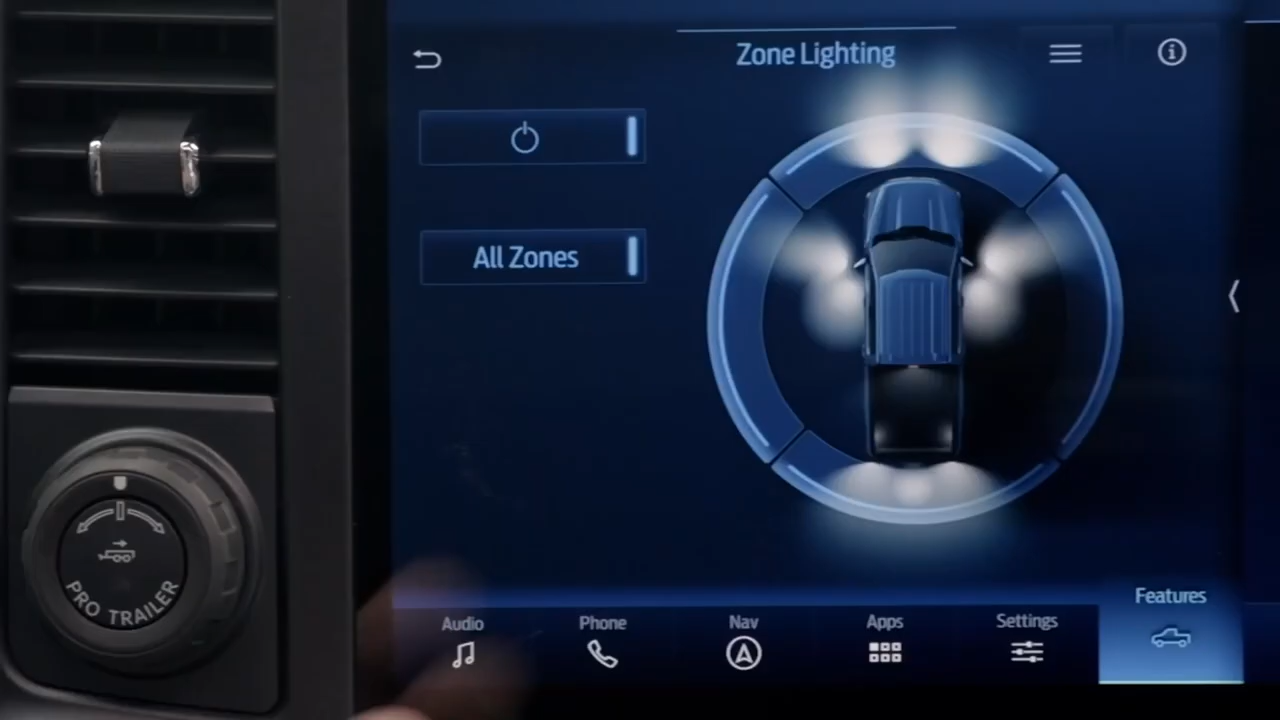 Zone Lighting
All Zones
PRO TRAILER
Audio
Phone
Nav
Apps
Settings
Features